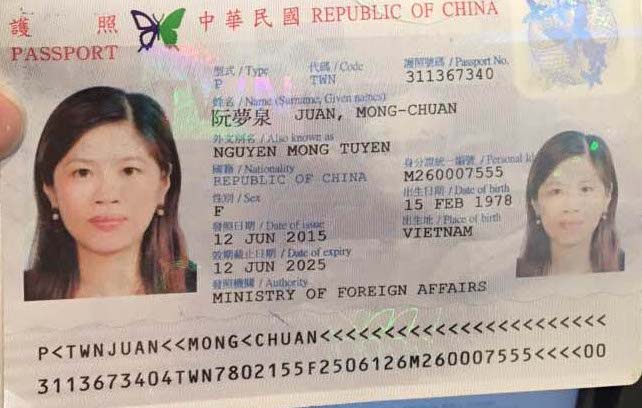 護照 中華民國 REPUBLIC OF CHINA
PASSPORT
型式 / Type 代碼 / Code 護照號碼 / Passport No.
P TWN 311367340
姓名 / Name (Surname, Given names)
阮夢泉 JUAN, MONG-CHUAN
外文別名 / Also known as
NGUYEN MONG TUYEN
國籍 / Nationality 身分證統一編號 / Personal Id
REPUBLIC OF CHINA M260007555
性別 / Sex 出生日期 / Date of birth
F 15 FEB 1978
發照日期 / Date of issue 出生地 / Place of birth
12 JUN 2015 VIETNAM
效期截止日期 / Date of expiry
12 JUN 2025
發照機關 / Authority
MINISTRY OF FOREIGN AFFAIRS
P<TWNJUAN<<MONG<CHUAN<<<<<<<<<<<<<<<<<<<<<<<
3113673404TWN7802155F2506126M260007555<<<<00